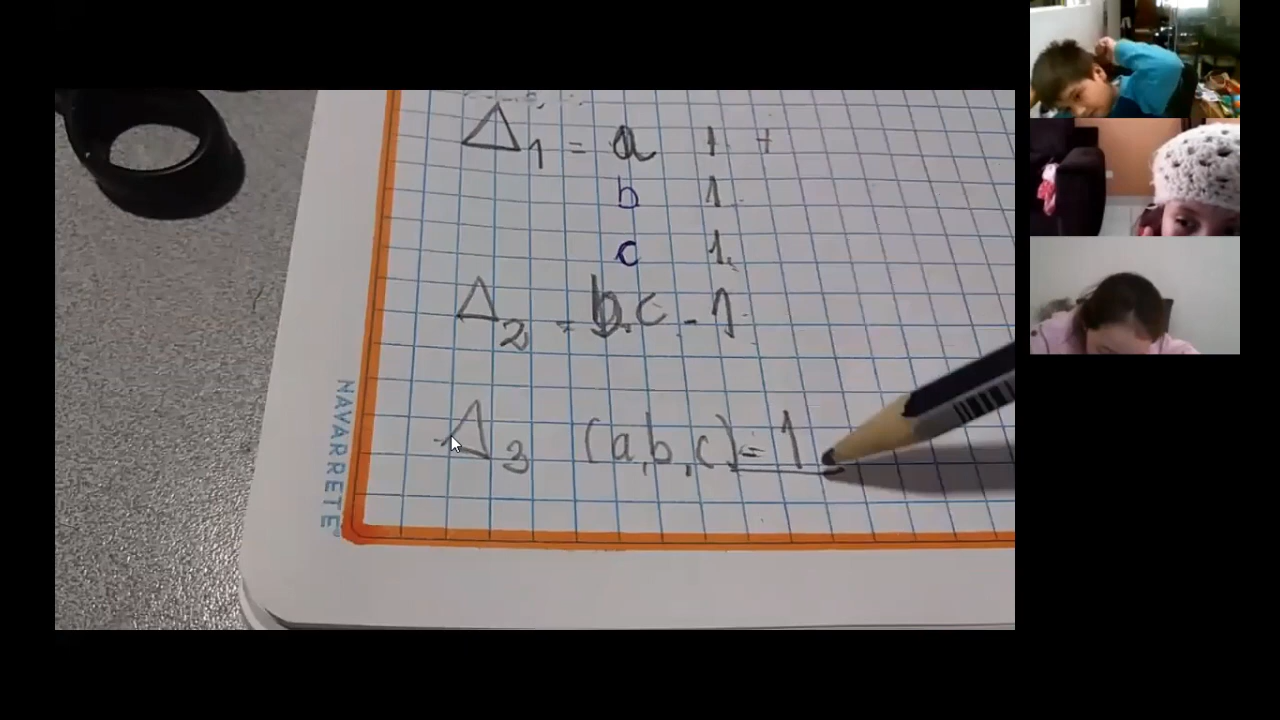 Δ1 = a 1 +
b 1
c 1
Δ2 = b,c - 1
Δ3 (a,b,c) = 1
NAVARRETE